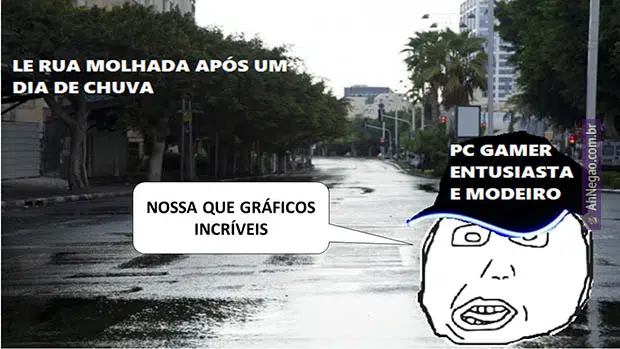 LE RUA MOLHADA APÓS UM
DIA DE CHUVA
PC GAMER
ENTUSIASTA
E MODEIRO
NOSSA QUE GRÁFICOS
INCRÍVEIS
AhNegao.com.br